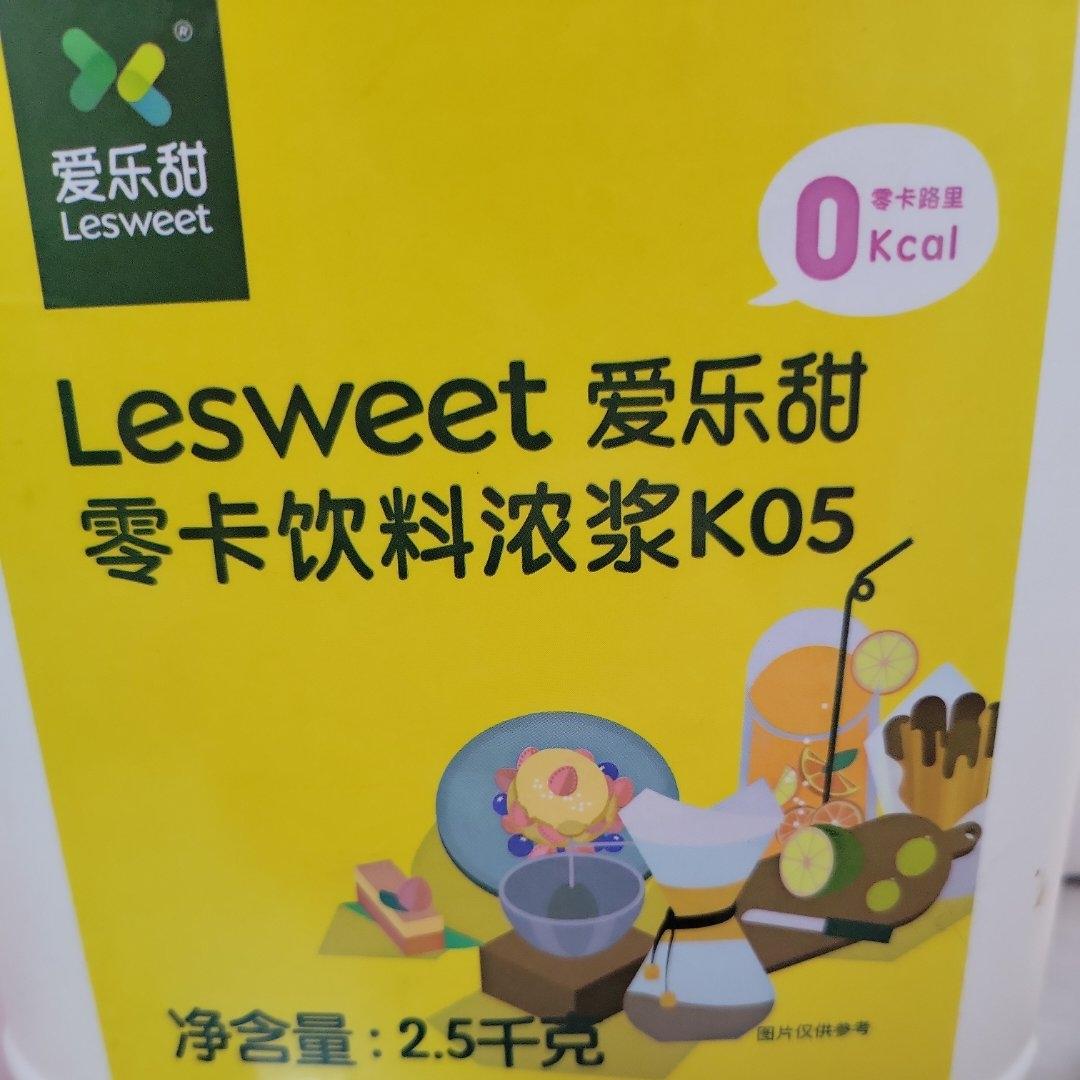 ®
爱乐甜
Lesweet
0 零卡路里
Kcal
Lesweet 爱乐甜
零卡饮料浓浆K05
净含量：2.5千克
图片仅供参考